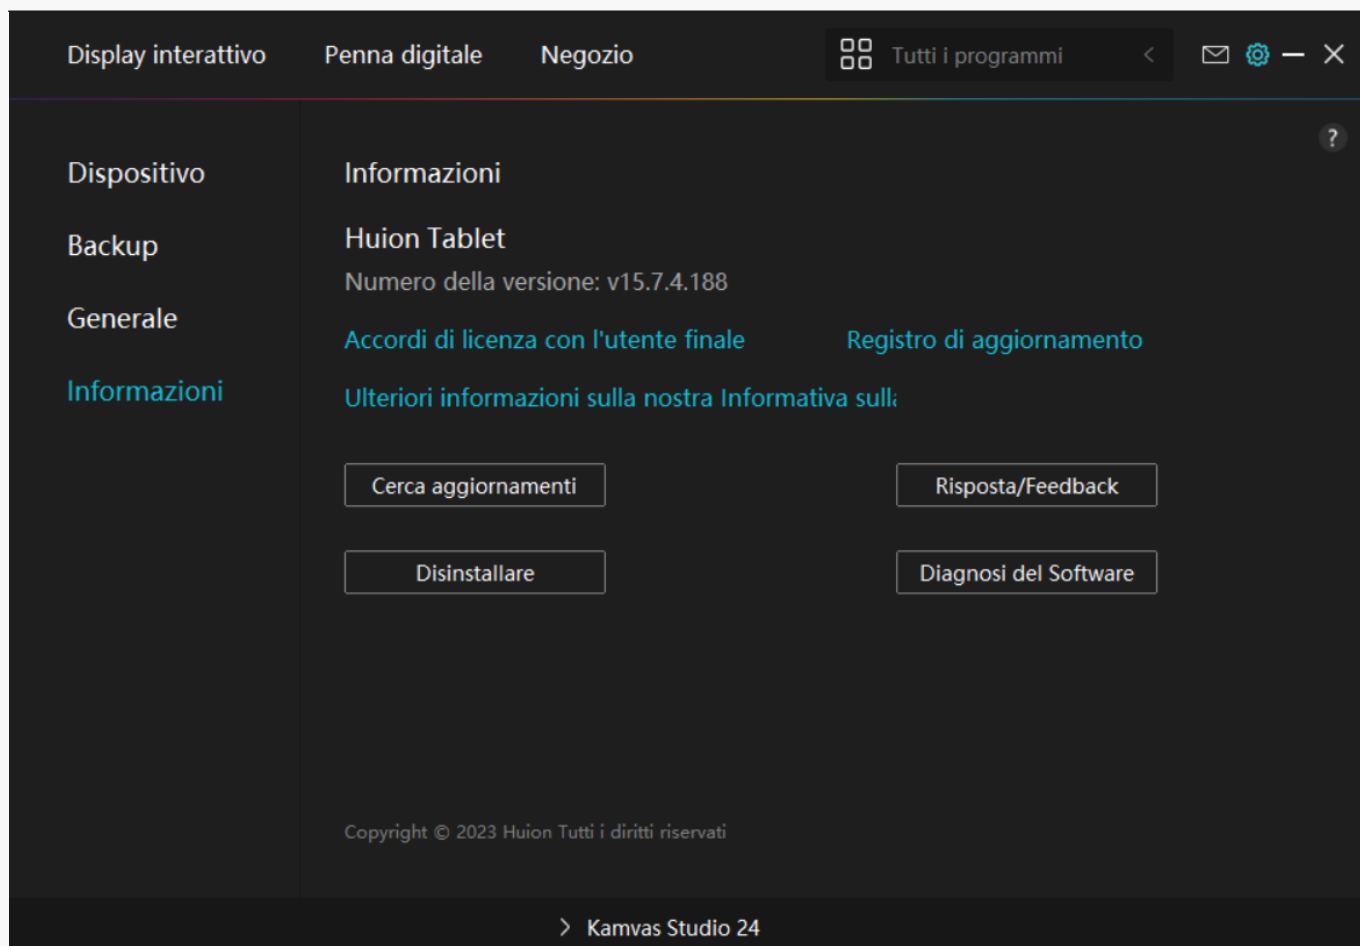 Display interattivo Penna digitale Negozio Tutti i programmi
?
Dispositivo
Backup
Generale
Informazioni
Informazioni
Huion Tablet
Numero della versione: v15.7.4.188
Accordi di licenza con l'utente finale Registro di aggiornamento
Ulteriori informazioni sulla nostra Informativa sulla
Cerca aggiornamenti Risposta/Feedback
Disinstallare Diagnosi del Software
Copyright © 2023 Huion Tutti i diritti riservati
Kamvas Studio 24